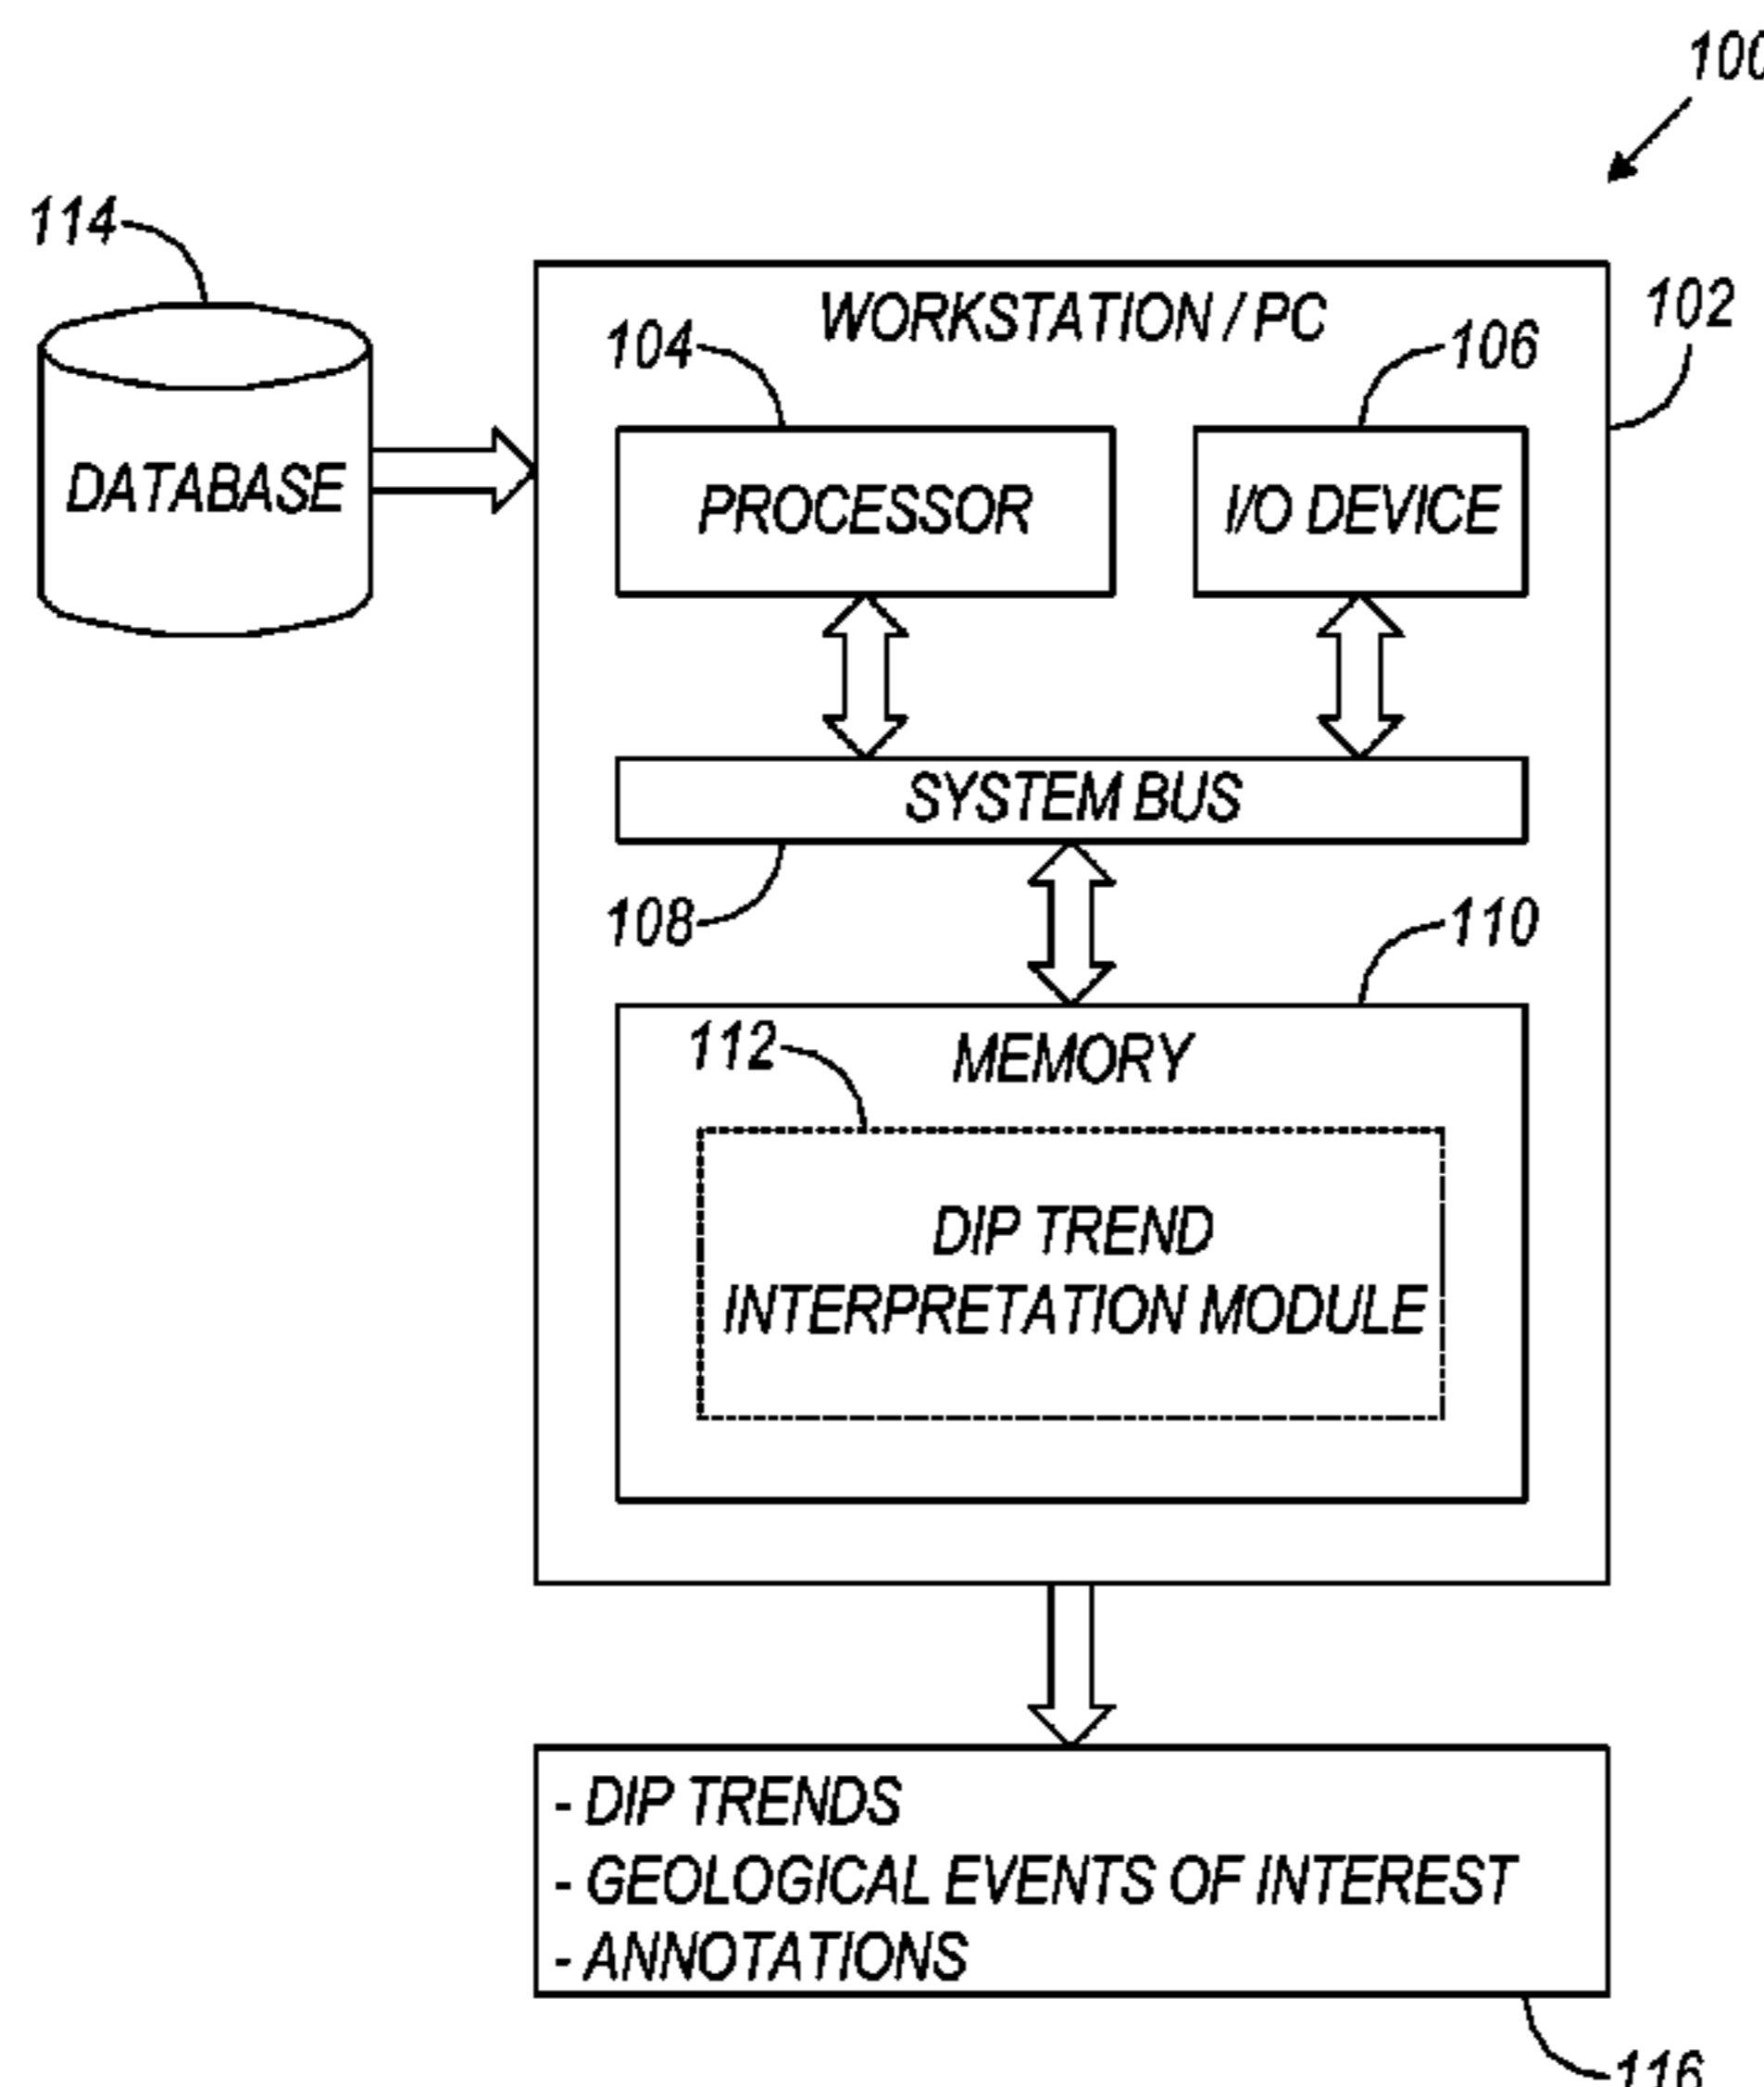 100
114
WORKSTATION / PC
102
104
106
DATABASE
PROCESSOR
I/O DEVICE
SYSTEM BUS
108
110
112
MEMORY
DIP TREND
INTERPRETATION MODULE
- DIP TRENDS
- GEOLOGICAL EVENTS OF INTEREST
- ANNOTATIONS
116